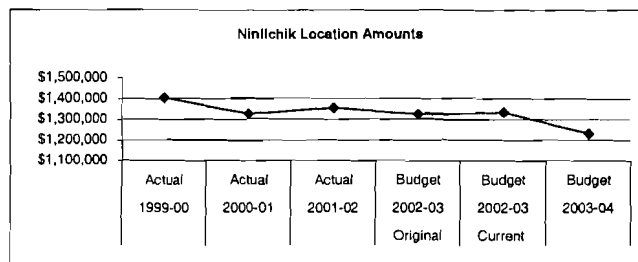 Ninilchik Location Amounts
$1,500,000
$1,400,000
$1,300,000
$1,200,000
$1,100,000
Actual Actual Actual Budget Budget Budget
1999-00 2000-01 2001-02 2002-03 2002-03 2003-04
Original Current